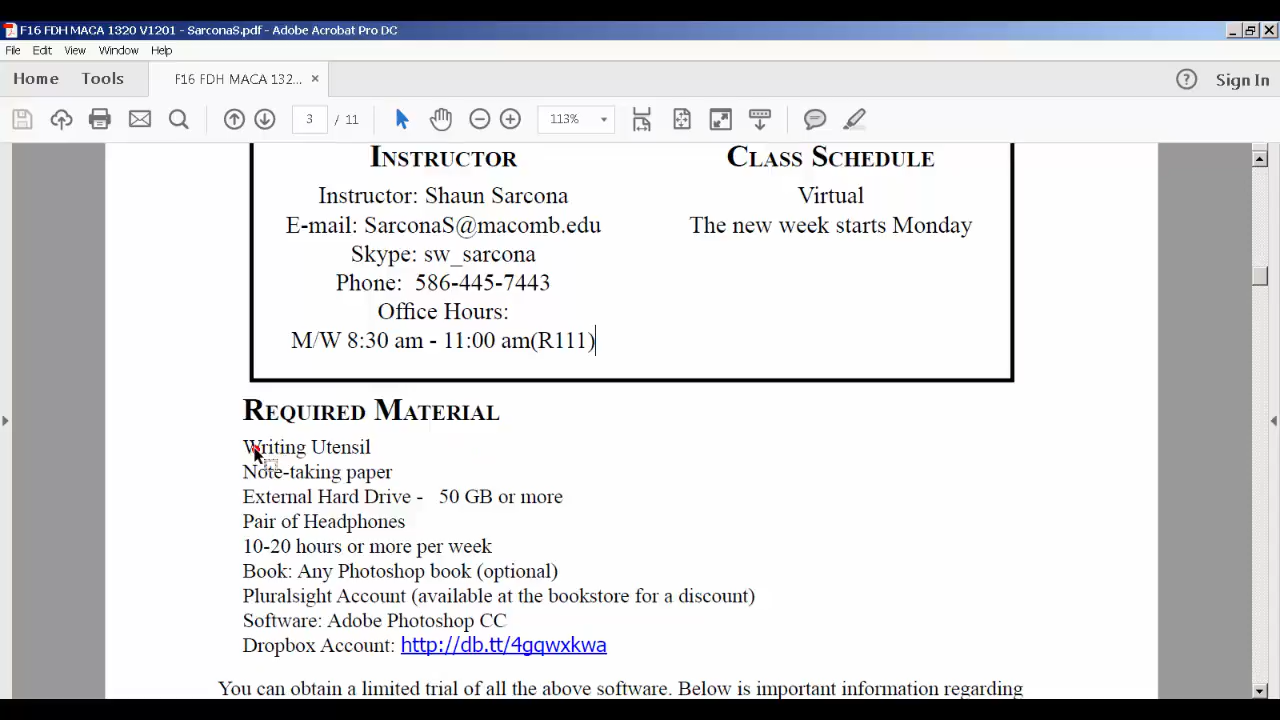 F16 FDH MACA 1320 V1201 - SarconaS.pdf - Adobe Acrobat Pro DC
File Edit View Window Help
Home Tools F16 FDH MACA 132... × Sign In
3 / 11 113%
INSTRUCTOR
Instructor: Shaun Sarcona
E-mail: SarconaS@macomb.edu
Skype: sw_sarcona
Phone: 586-445-7443
Office Hours:
M/W 8:30 am - 11:00 am(R111)
CLASS SCHEDULE
Virtual
The new week starts Monday
REQUIRED MATERIAL
Writing Utensil
Note-taking paper
External Hard Drive - 50 GB or more
Pair of Headphones
10-20 hours or more per week
Book: Any Photoshop book (optional)
Pluralsight Account (available at the bookstore for a discount)
Software: Adobe Photoshop CC
Dropbox Account: http://db.tt/4gqwxkwa
You can obtain a limited trial of all the above software. Below is important information regarding